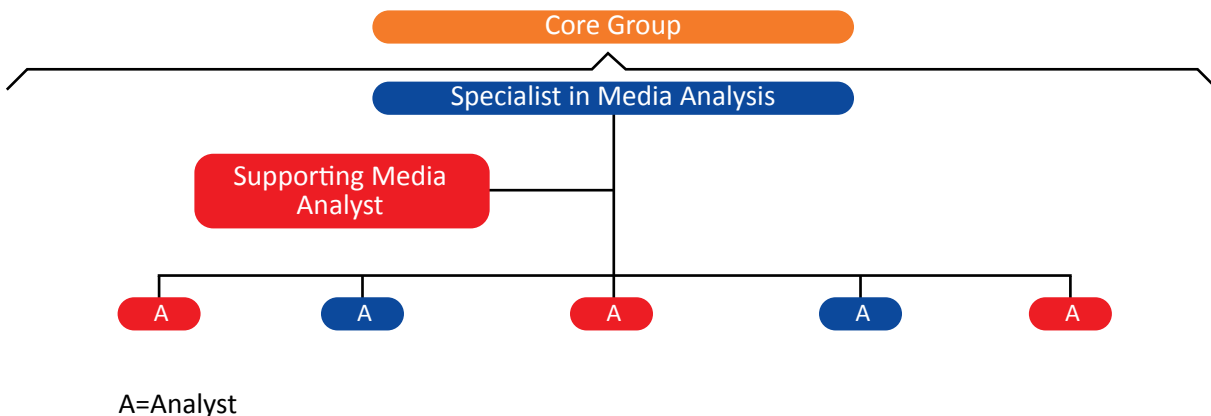 Core Group
Specialist in Media Analysis
Supporting Media
Analyst
A
A
A
A
A
A=Analyst